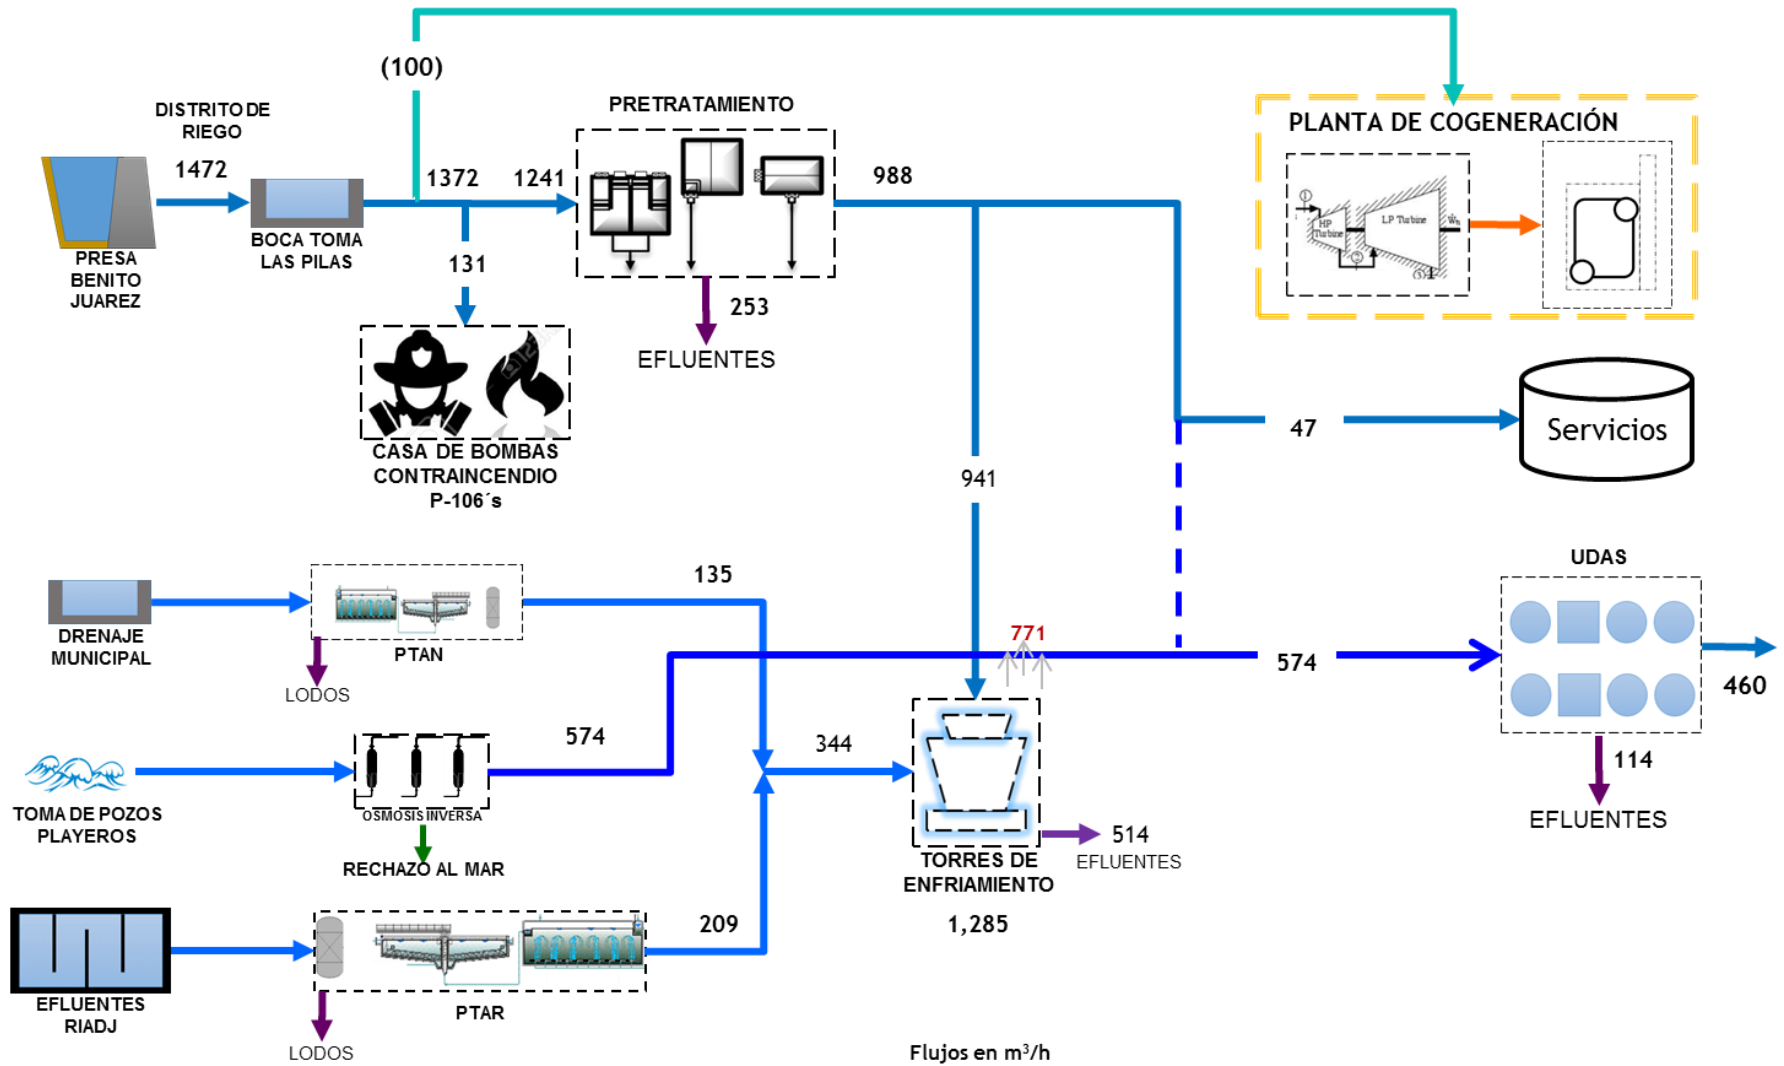 (100)
DISTRITO DE
RIEGO
1472
PRESA
BENITO
JUAREZ
BOCA TOMA
LAS PILAS
1372
1241
131
CASA DE BOMBAS
CONTRAINCENDIO
P-106´s
PRETRATAMIENTO
253
EFLUENTES
988
PLANTA DE COGENERACIÓN
1
HP
Turbine
LP Turbine
2
47
Servicios
941
DRENAJE
MUNICIPAL
PTAN
LODOS
135
771
574
UDAS
460
114
EFLUENTES
TOMA DE POZOS
PLAYEROS
OSMOSIS INVERSA
RECHAZO AL MAR
574
344
514
EFLUENTES
TORRES DE
ENFRIAMIENTO
1,285
EFLUENTES
RIADJ
PTAR
LODOS
209
Flujos en m³/h